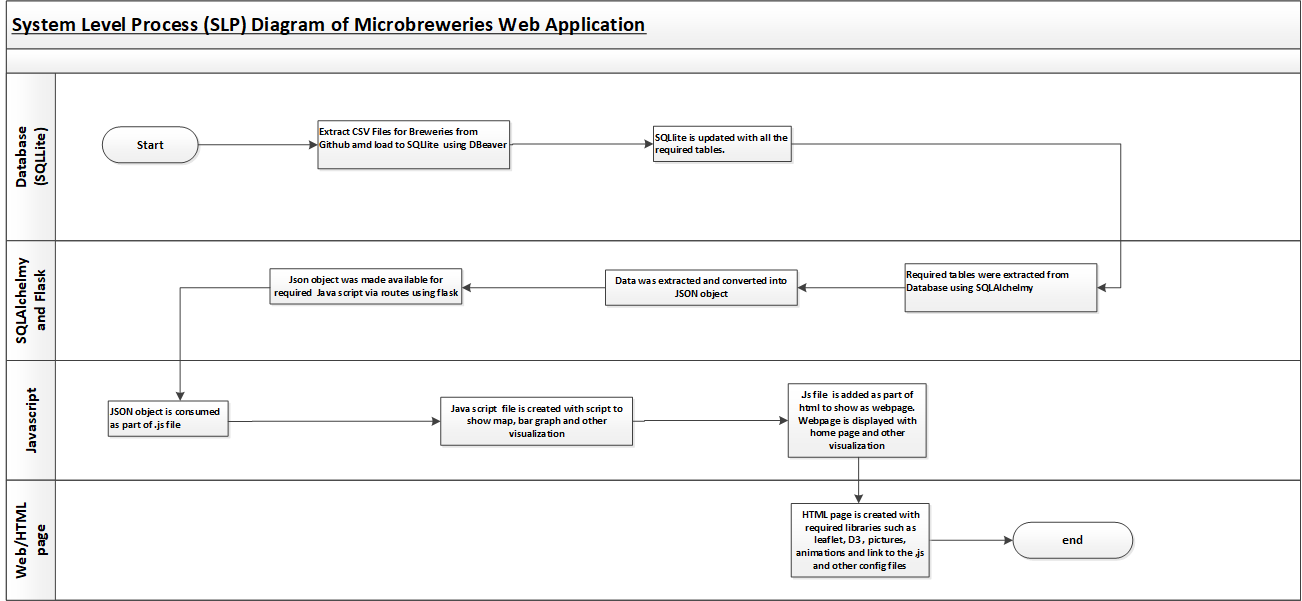 System Level Process (SLP) Diagram of Microbreweries Web Application
Database
(SQLLite)
Start
Extract CSV Files for Breweries from
Github amd load to SQLlite using DBeaver
SQLlite is updated with all the
required tables.
SQLAlchelmy
and Flask
Json object was made available for
required Java script via routes using flask
Data was extracted and converted into
JSON object
Required tables were extracted from
Database using SQLAlchelmy
Javascript
JSON object is consumed
as part of .js file
Java script file is created with script to
show map, bar graph and other
visualization
.Js file is added as part of
html to show as webpage.
Webpage is displayed with
home page and other
visualization
Web/HTML
page
HTML page is created with
required libraries such as
leaflet, D3 , pictures,
animations and link to the .js
and other config files
end